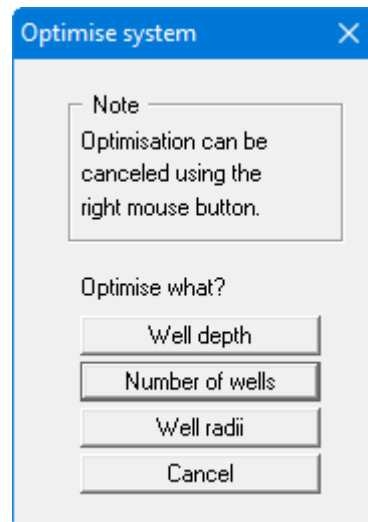 Optimise system
Note
Optimisation can be
canceled using the
right mouse button.
Optimise what?
Well depth
Number of wells
Well radii
Cancel